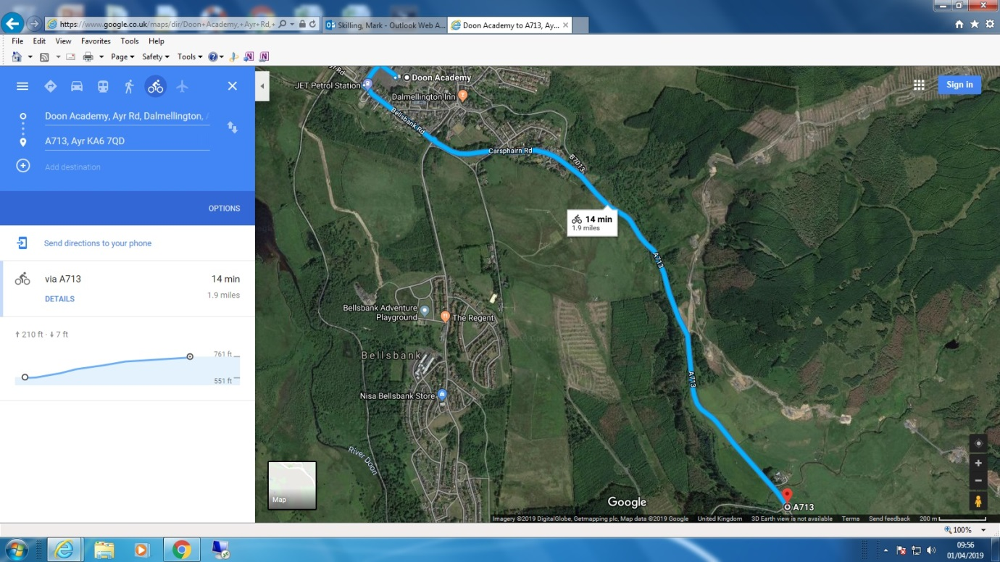 https://www.google.co.uk/maps/dir/Doon+Academy,+Ayr+Rd,+
Skilling, Mark - Outlook Web A...
Doon Academy to A713, Ay...
File Edit View Favorites Tools Help
Page Safety Tools
Doon Academy, Ayr Rd, Dalmellington,
A713, Ayr KA6 7QD
Add destination
OPTIONS
Send directions to your phone
via A713 14 min
DETAILS 1.9 miles
210 ft · 7 ft
761 ft
551 ft
yr Rd
Doon Academy
JET Petrol Station
Dalmellington Inn
Bellsbank Rd
Carsphairn Rd
B7013
14 min
1.9 miles
A713
Bellsbank Adventure
Playground
The Regent
Bellsbank
A713
Nisa Bellsbank Store
River Doon
Map
Google
A713
Sign in
Imagery ©2019 DigitalGlobe, Getmapping plc, Map data ©2019 Google United Kingdom 3D Earth view is not available Terms Send feedback 200 m
100%
09:56
01/04/2019